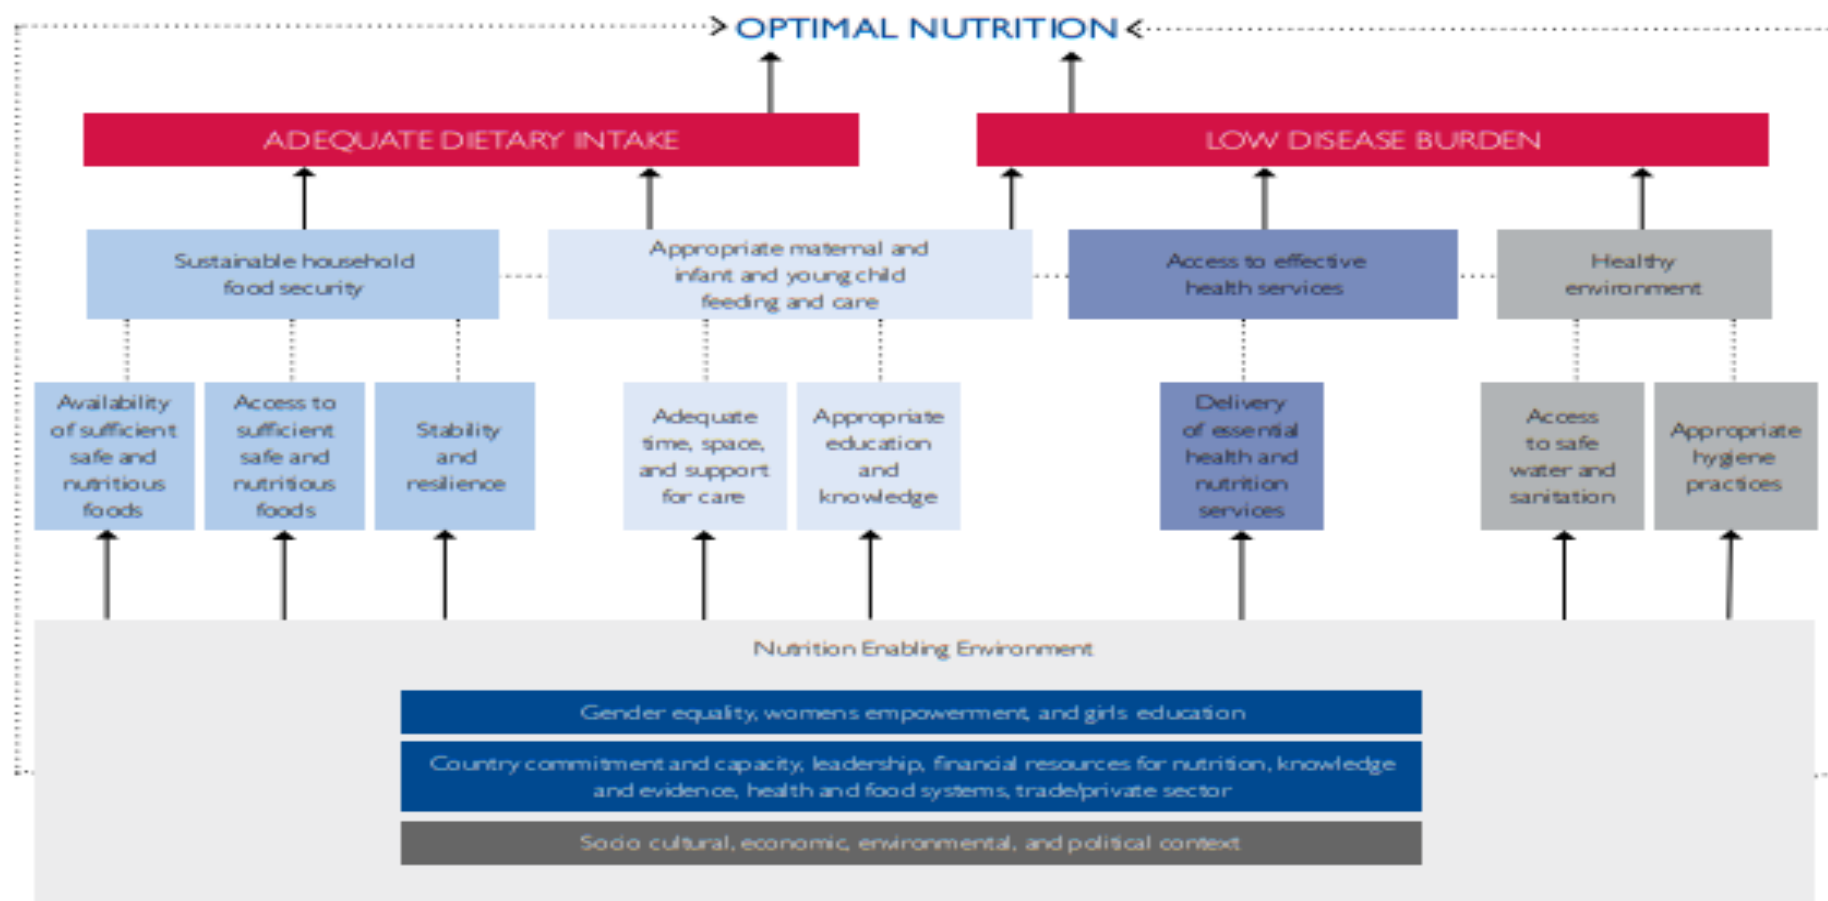 OPTIMAL NUTRITION
ADEQUATE DIETARY INTAKE
LOW DISEASE BURDEN
Sustainable household
food security
Appropriate maternal and
infant and young child
feeding and care
Access to effective
health services
Healthy
environment
Availability
of sufficient
safe and
nutritious
foods
Access to
sufficient
safe and
nutritious
foods
Stability
and
resilience
Adequate
time, space,
and support
for care
Appropriate
education
and
knowledge
Delivery
of essential
health and
nutrition
services
Access
to safe
water and
sanitation
Appropriate
hygiene
practices
Nutrition Enabling Environment
Gender equality, womens empowerment, and girls education
Country commitment and capacity, leadership, financial resources for nutrition, knowledge
and evidence, health and food systems, trade/private sector
Socio cultural, economic, environmental, and political context